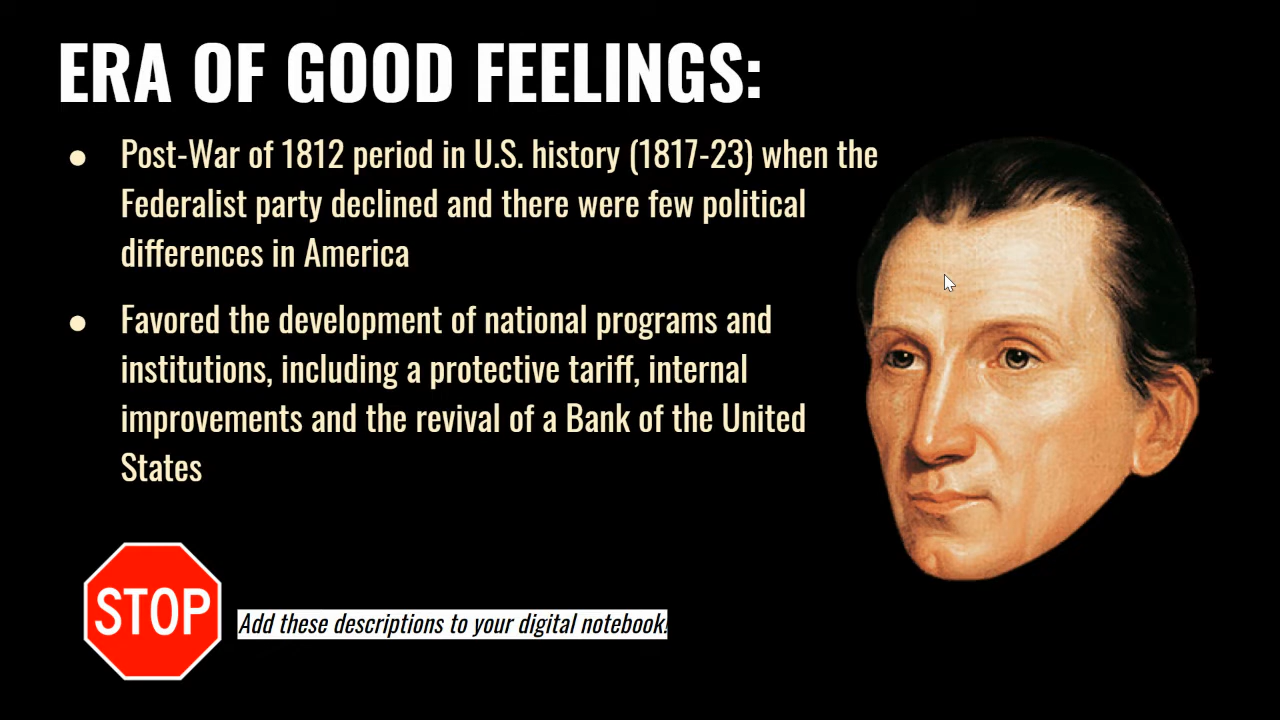 ERA OF GOOD FEELINGS:
● Post-War of 1812 period in U.S. history (1817-23) when the
Federalist party declined and there were few political
differences in America
● Favored the development of national programs and
institutions, including a protective tariff, internal
improvements and the revival of a Bank of the United
States
STOP
Add these descriptions to your digital notebook!